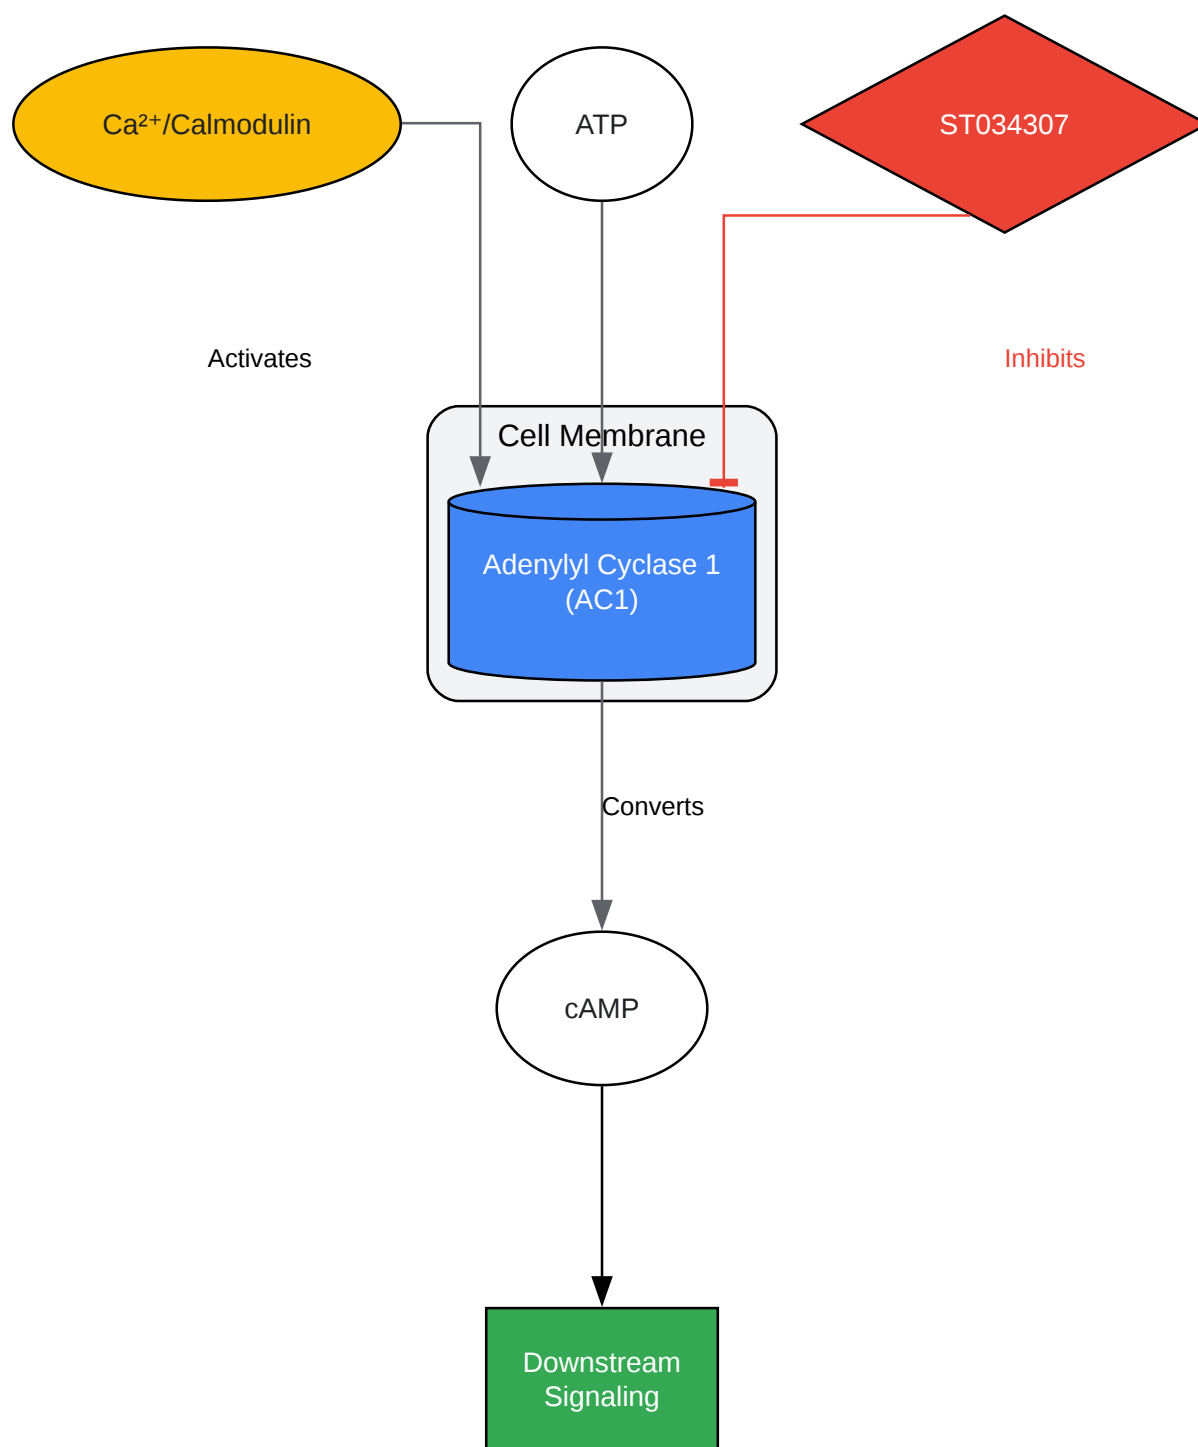 Ca²⁺/Calmodulin
ATP
ST034307
Activates
Inhibits
Cell Membrane
Adenylyl Cyclase 1
(AC1)
Converts
cAMP
Downstream
Signaling